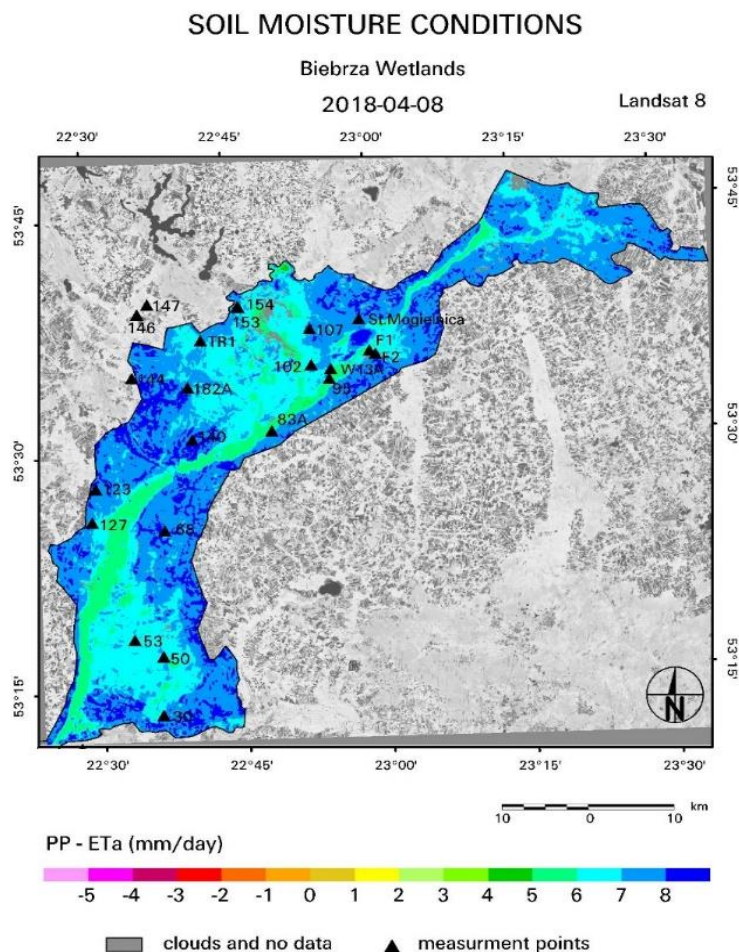 SOIL MOISTURE CONDITIONS
Biebrza Wetlands
2018-04-08
Landsat 8
22°30' 22°45' 23°00' 23°15' 23°30'
53°45'
53°45'
147
146
154
153
107
St.Mogielnica
TR1
F1
F2
102
W13A
95
144
182A
83A
140
53°30'
53°30'
123
127
68
53
50
53°15'
53°15'
30
N
22°30' 22°45' 23°00' 23°15' 23°30'
10 0 10 km
PP - ETa (mm/day)
-5 -4 -3 -2 -1 0 1 2 3 4 5 6 7 8
clouds and no data measurment points